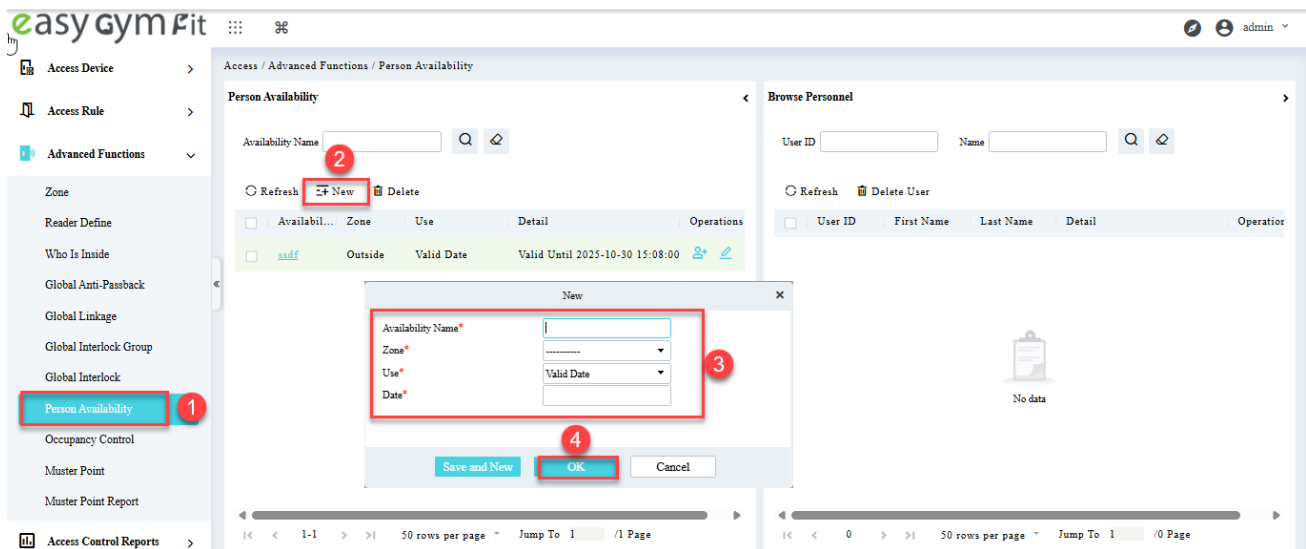 easy Gym Fit
admin
Access Device
Access Rule
Advanced Functions
Zone
Reader Define
Who Is Inside
Global Anti-Passback
Global Linkage
Global Interlock Group
Global Interlock
Person Availability
1
Occupancy Control
Muster Point
Muster Point Report
Access Control Reports
Access / Advanced Functions / Person Availability
Person Availability
Availability Name
2
Refresh New Delete
Availabil... Zone Use Detail Operations
ssdf Outside Valid Date Valid Until 2025-10-30 15:08:00
New
Availability Name*
Zone* ----------
Use* Valid Date
Date*
3
4
Save and New OK Cancel
1-1 50 rows per page Jump To 1 /1 Page
Browse Personnel
User ID Name
Refresh Delete User
User ID First Name Last Name Detail Operation
No data
0 50 rows per page Jump To 1 /0 Page